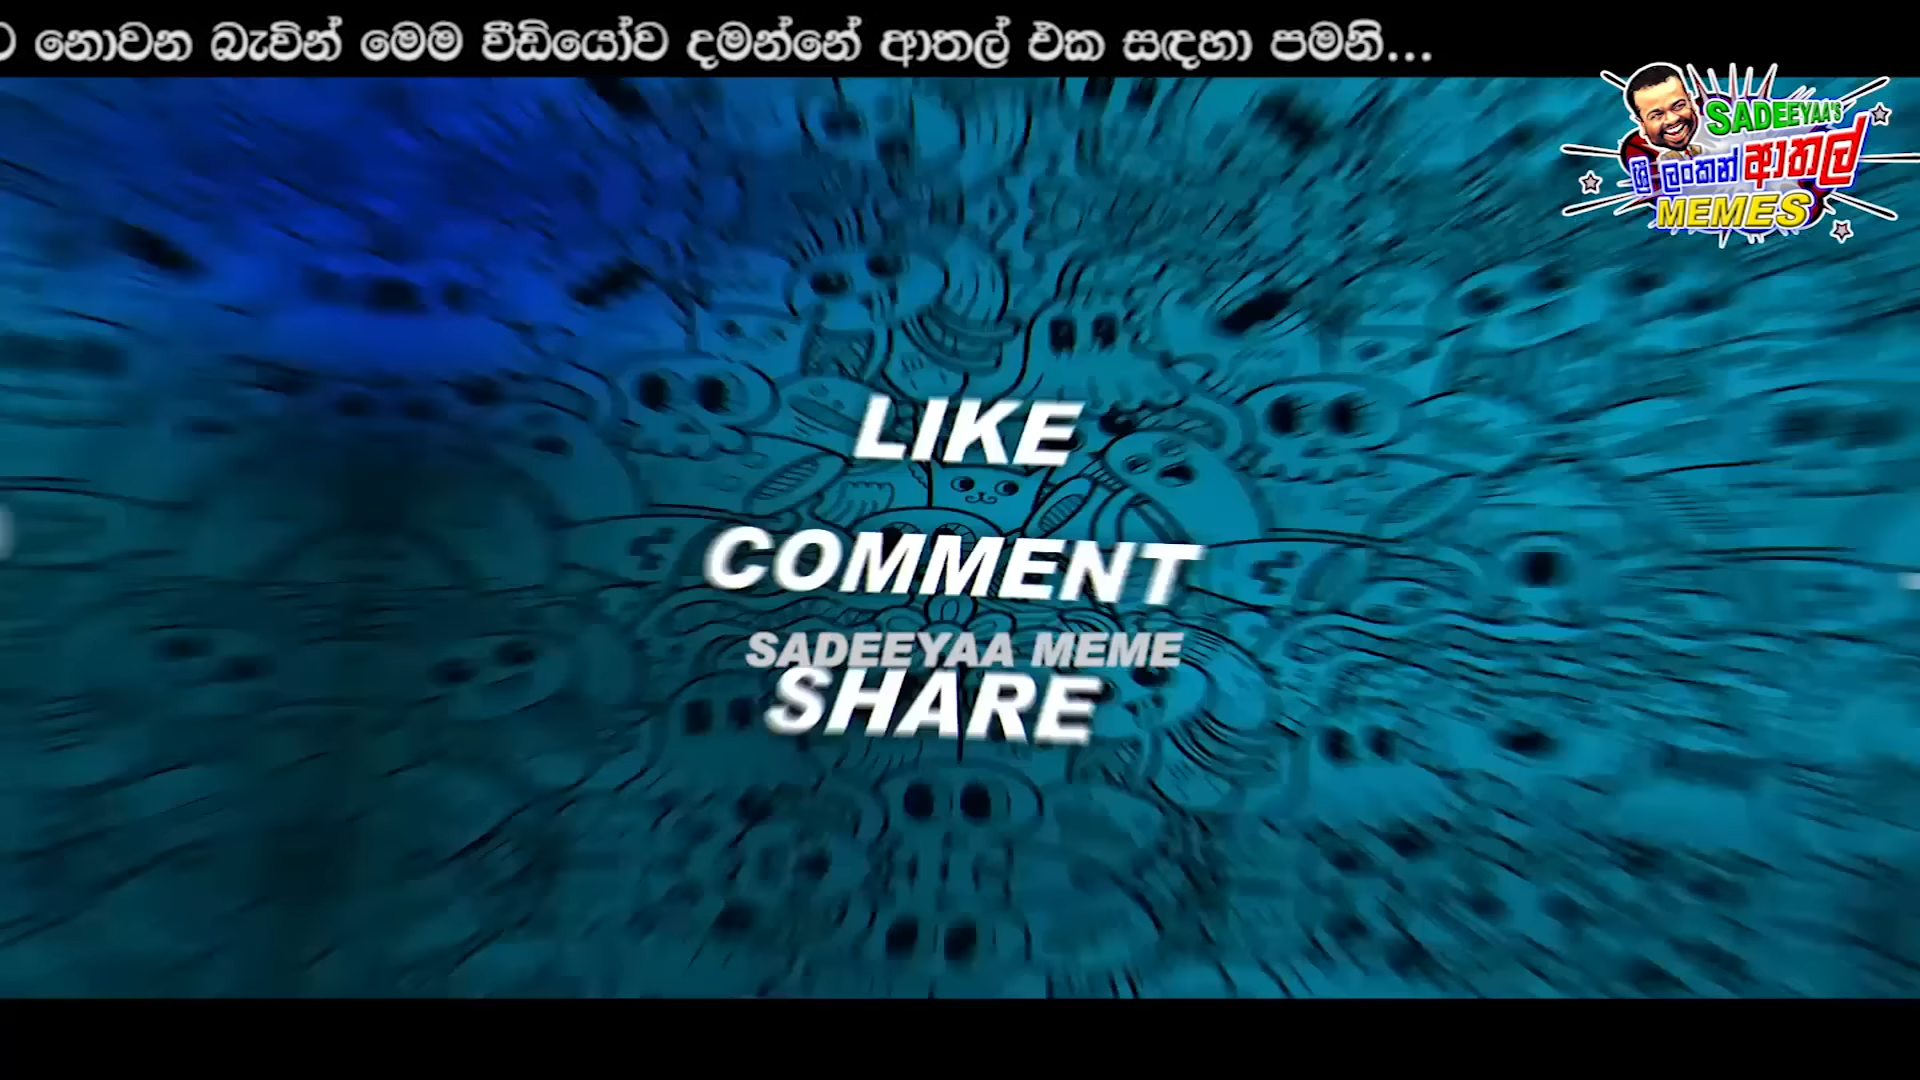 නොවන බැවින් මෙම වීඩියෝව දමන්නේ ආතල් එක සඳහා පමනි...
SADEEYAA'S
ශ්‍රී ලංකන් ආතල්
MEMES
LIKE
COMMENT
SADEEYAA MEME
SHARE